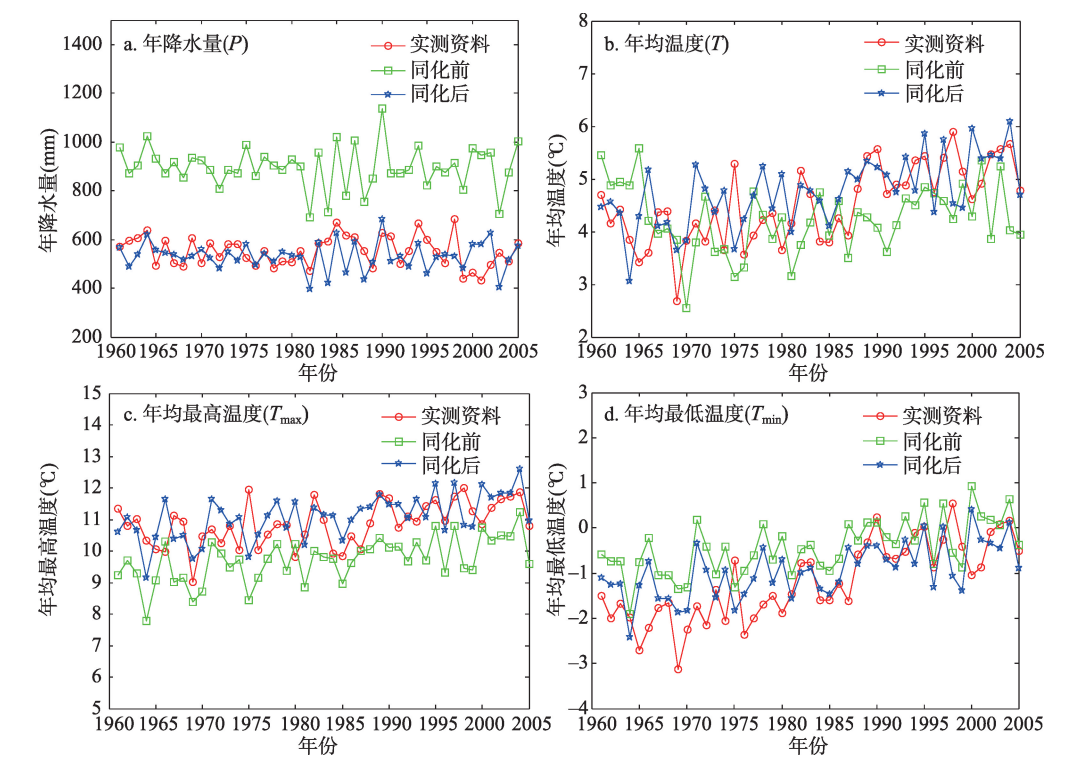 a. 年降水量(P)
实测资料
同化前
同化后
年降水量(mm)
1400
1200
1000
800
600
400
200
1960 1965 1970 1975 1980 1985 1990 1995 2000 2005
年份
b. 年均温度(T)
实测资料
同化前
同化后
年均温度(℃)
8
7
6
5
4
3
2
1960 1965 1970 1975 1980 1985 1990 1995 2000 2005
年份
c. 年均最高温度(Tmax)
实测资料
同化前
同化后
年均最高温度(℃)
15
14
13
12
11
10
9
8
7
6
5
1960 1965 1970 1975 1980 1985 1990 1995 2000 2005
年份
d. 年均最低温度(Tmin)
实测资料
同化前
同化后
年均最低温度(℃)
3
2
1
0
−1
−2
−3
−4
1960 1965 1970 1975 1980 1985 1990 1995 2000 2005
年份